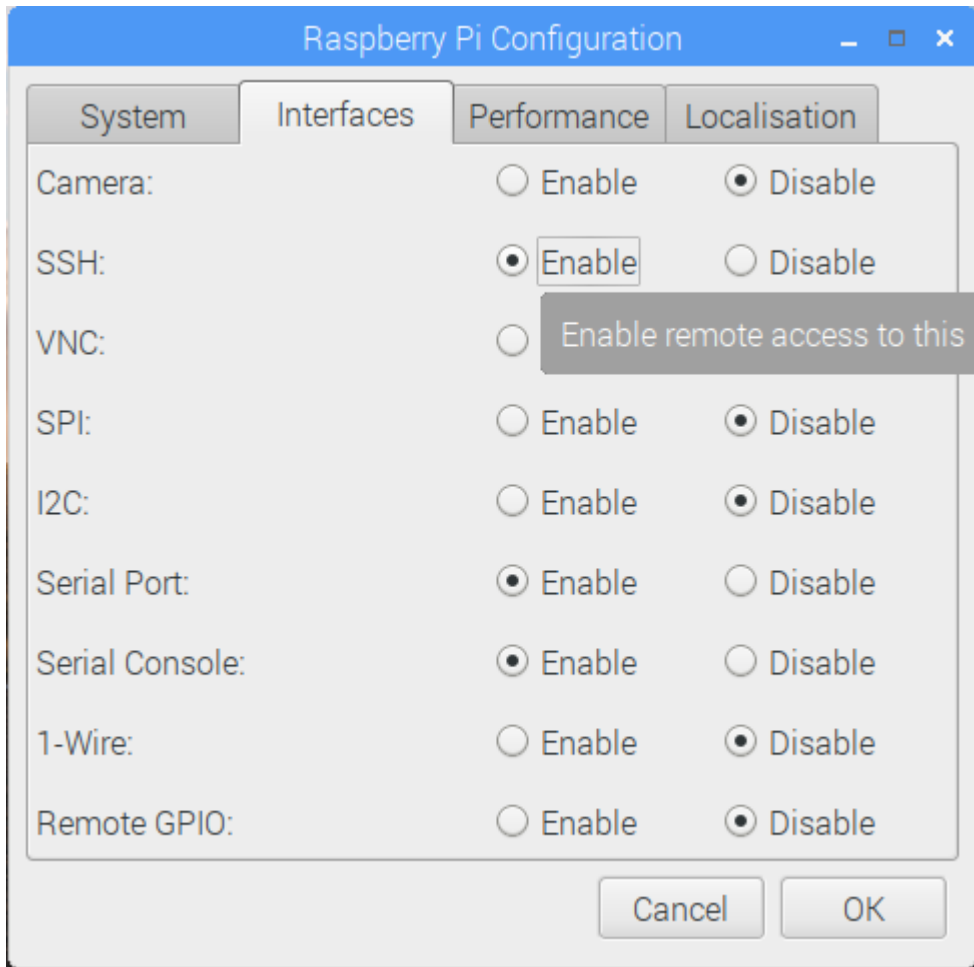 Raspberry Pi Configuration
System Interfaces Performance Localisation
Camera: Enable Disable
SSH: Enable Disable
VNC: Enable remote access to this
SPI: Enable Disable
I2C: Enable Disable
Serial Port: Enable Disable
Serial Console: Enable Disable
1-Wire: Enable Disable
Remote GPIO: Enable Disable
Cancel OK